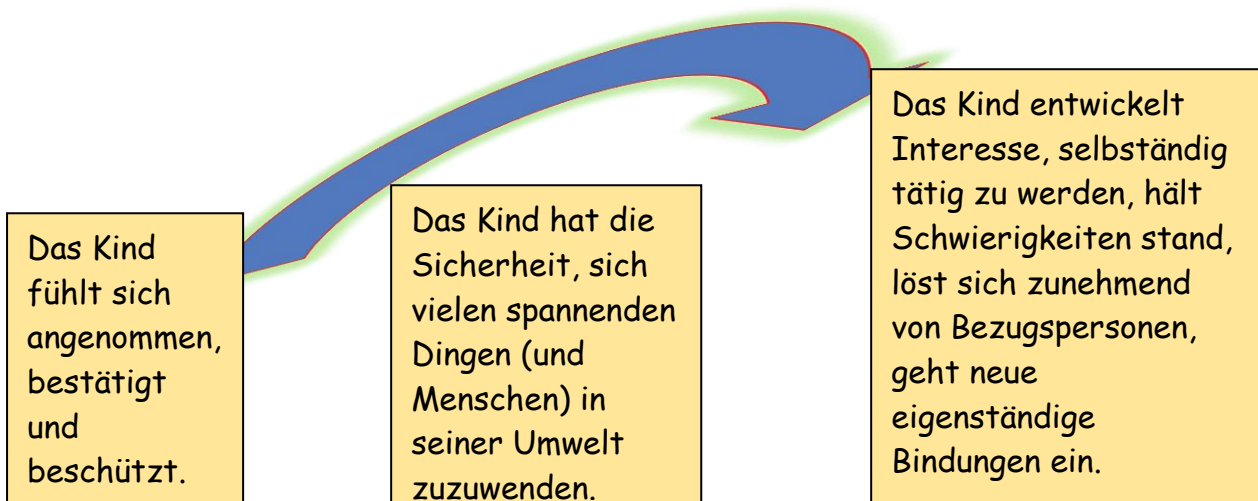 Das Kind
fühlt sich
angenommen,
bestätigt
und
beschützt.
Das Kind hat die
Sicherheit, sich
vielen spannenden
Dingen (und
Menschen) in
seiner Umwelt
zuzuwenden.
Das Kind entwickelt
Interesse, selbständig
tätig zu werden, hält
Schwierigkeiten stand,
löst sich zunehmend
von Bezugspersonen,
geht neue
eigenständige
Bindungen ein.